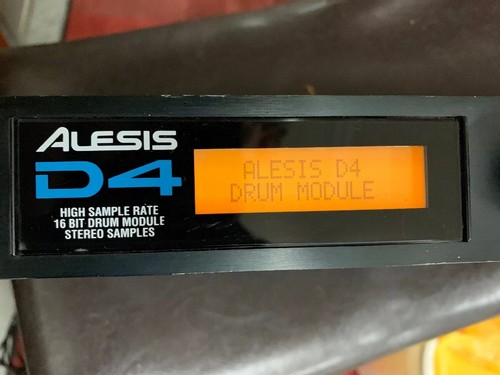 ALESIS
D4
HIGH SAMPLE RATE
16 BIT DRUM MODULE
STEREO SAMPLES
ALESIS D4
DRUM MODULE